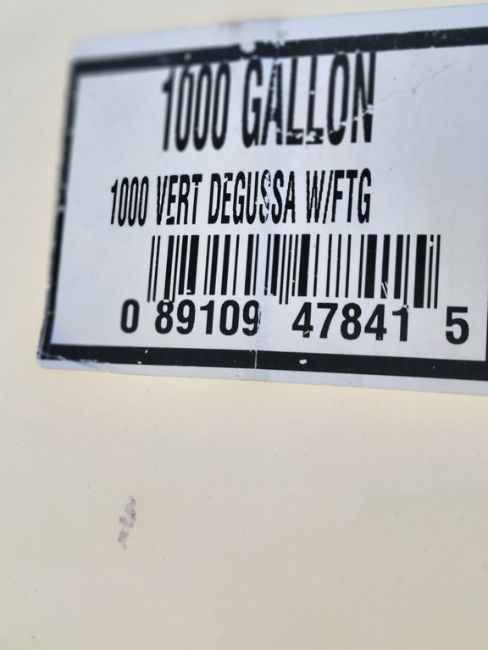 1000 GALLON
1000 VERT DEGUSSA W/FTG
0 89109 47841 5